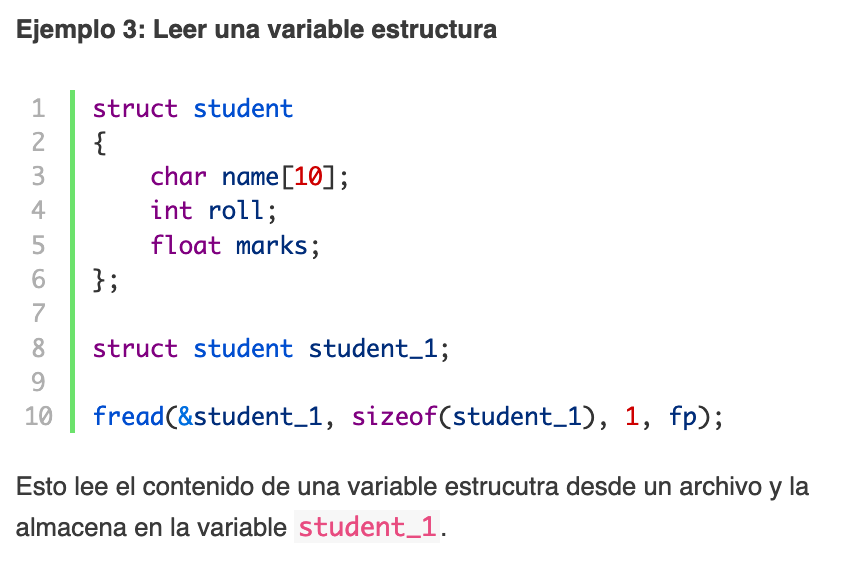 Ejemplo 3: Leer una variable estructura
1 struct student
2 {
3     char name[10];
4     int roll;
5     float marks;
6 };
7
8 struct student student_1;
9
10 fread(&student_1, sizeof(student_1), 1, fp);
Esto lee el contenido de una variable estrucutra desde un archivo y la
almacena en la variable student_1.